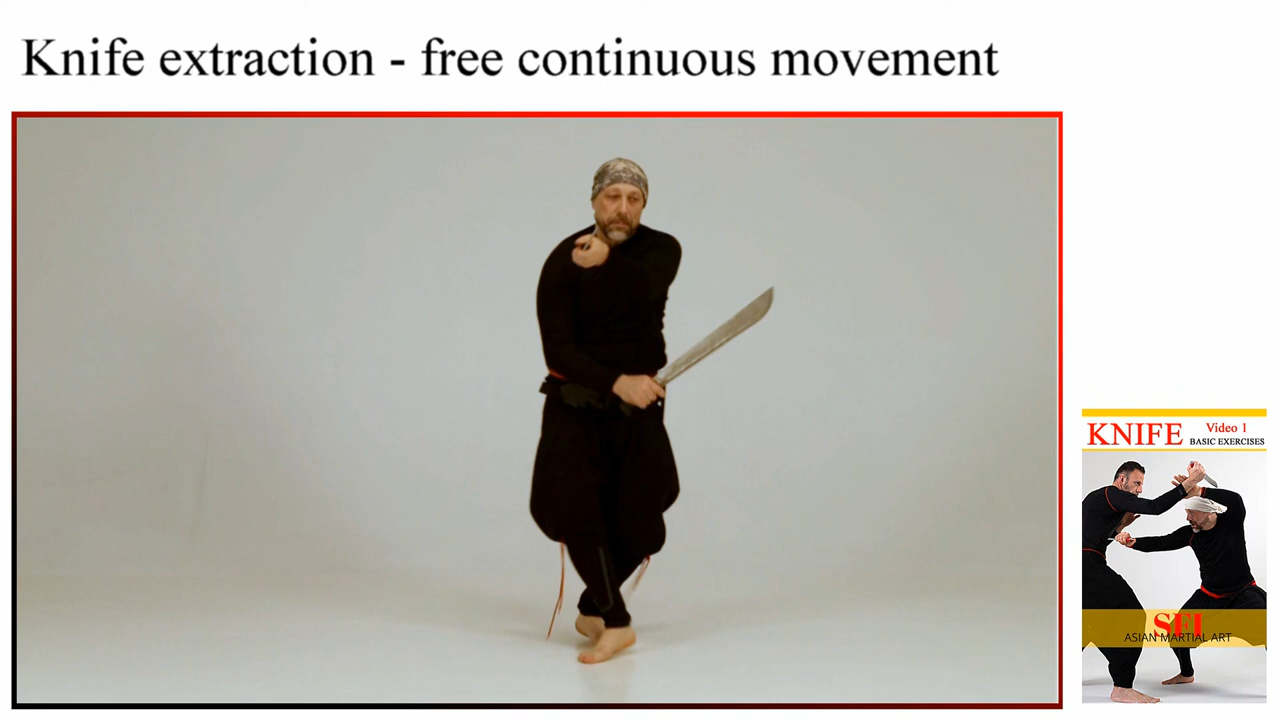 Knife extraction - free continuous movement
KNIFE
Video 1
BASIC EXERCISES
SFI
ASIAN MARTIAL ART